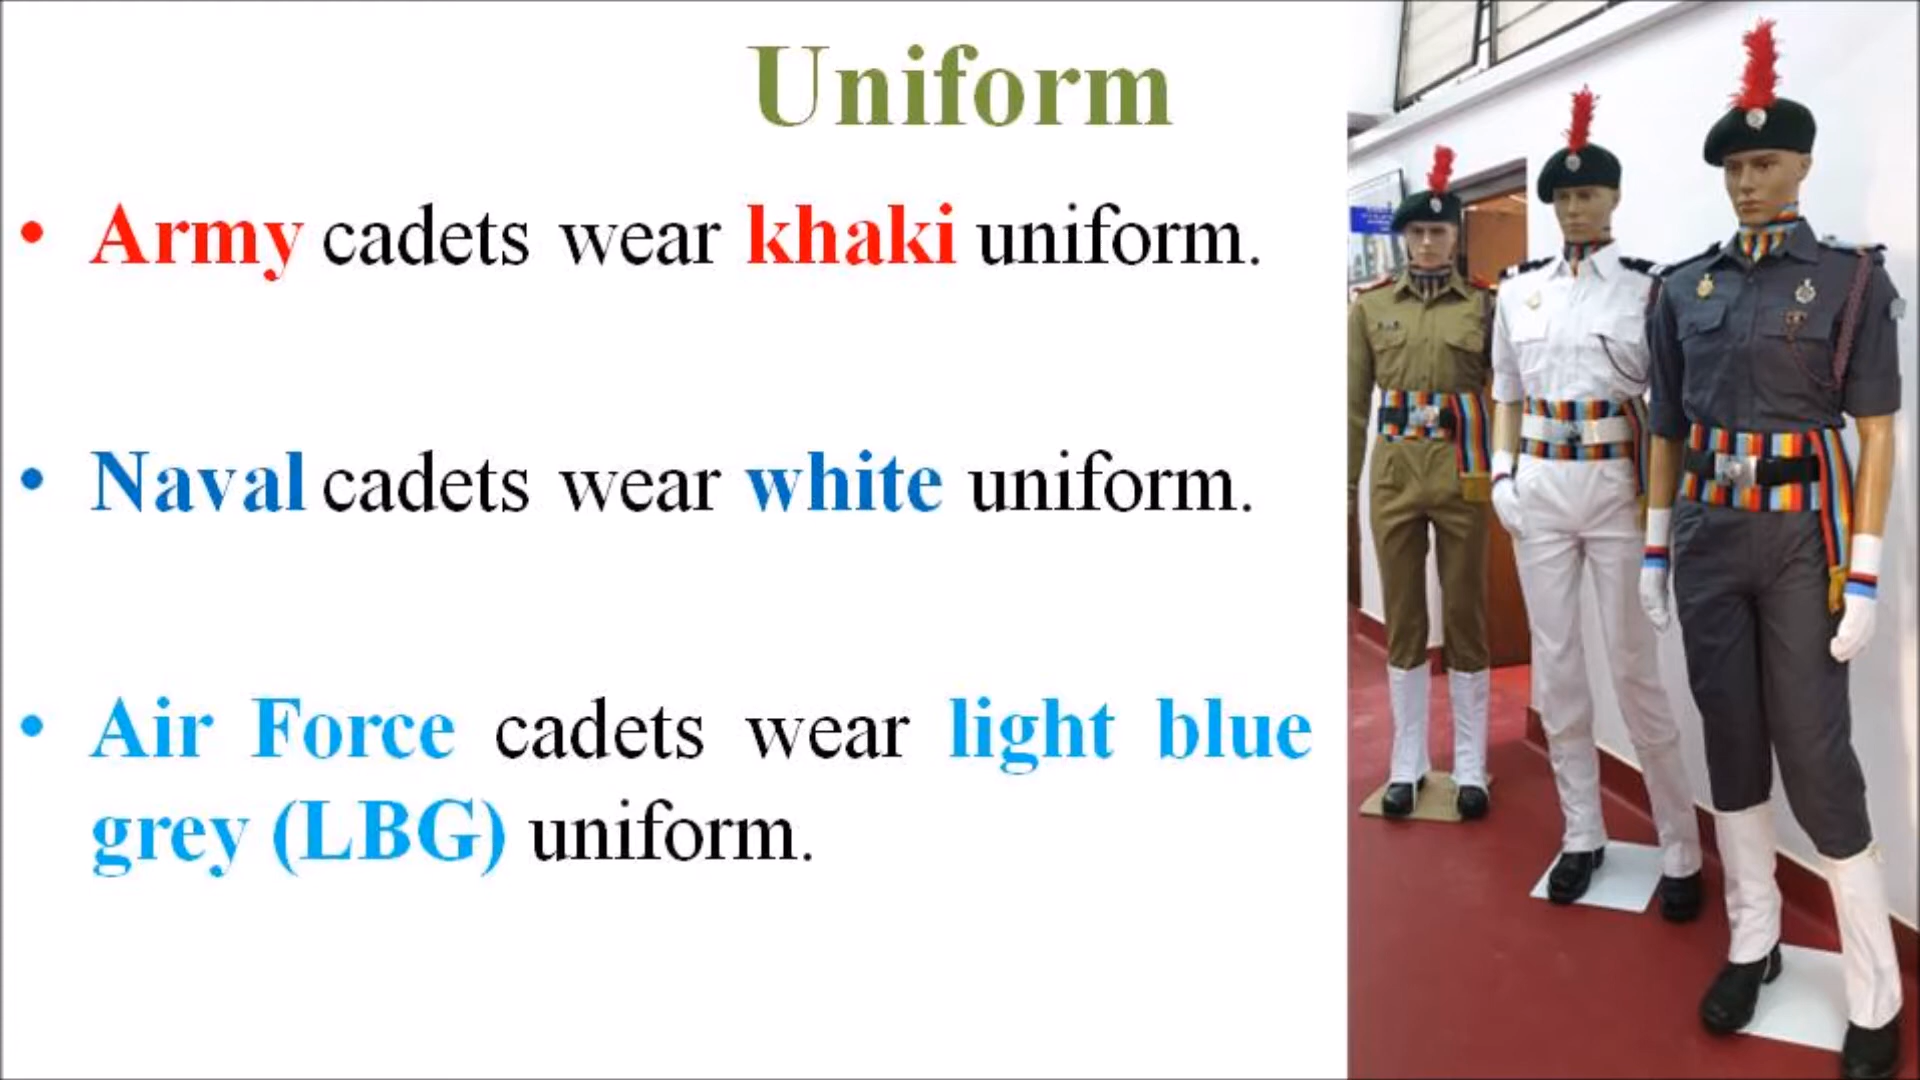 Uniform
• Army cadets wear khaki uniform.
• Naval cadets wear white uniform.
• Air Force cadets wear light blue
grey (LBG) uniform.